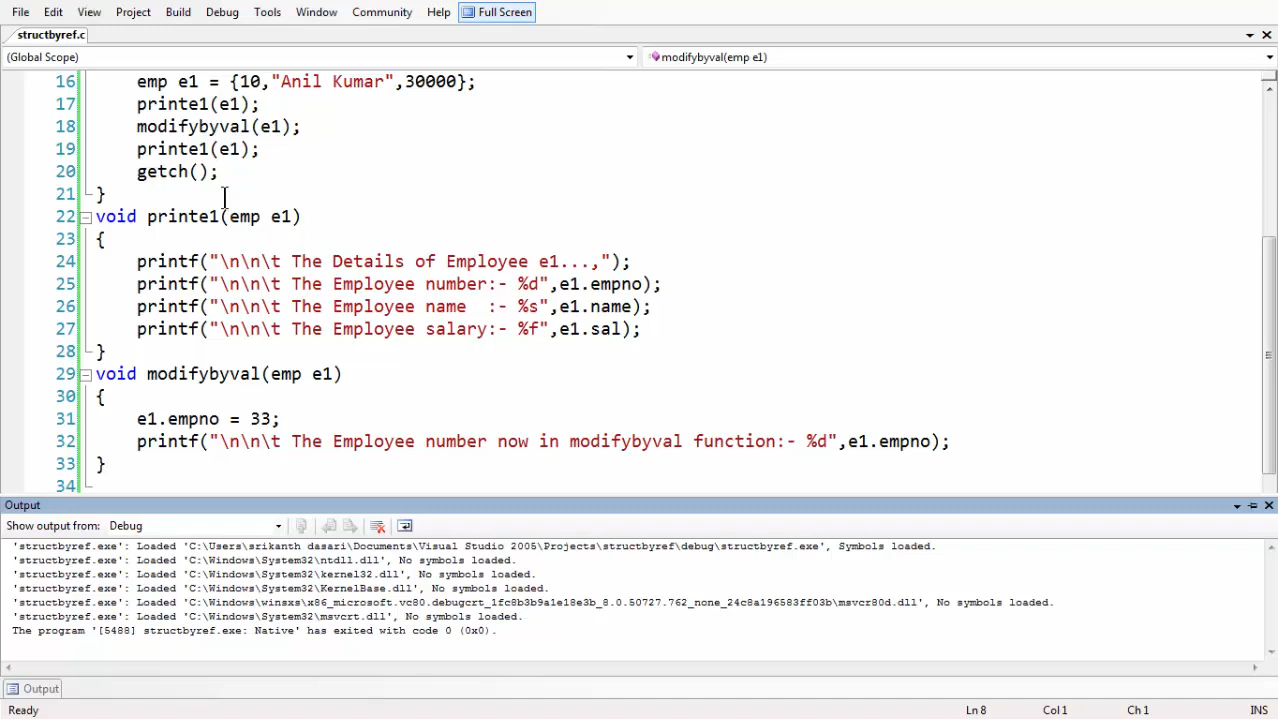 File Edit View Project Build Debug Tools Window Community Help Full Screen
structbyref.c
(Global Scope) modifybyval(emp e1)
16 emp e1 = {10,"Anil Kumar",30000};
17 printe1(e1);
18 modifybyval(e1);
19 printe1(e1);
20 getch();
21 }
22 void printe1(emp e1)
23 {
24 printf("\n\n\t The Details of Employee e1...,");
25 printf("\n\n\t The Employee number:- %d",e1.empno);
26 printf("\n\n\t The Employee name  :- %s",e1.name);
27 printf("\n\n\t The Employee salary:- %f",e1.sal);
28 }
29 void modifybyval(emp e1)
30 {
31 e1.empno = 33;
32 printf("\n\n\t The Employee number now in modifybyval function:- %d",e1.empno);
33 }
34
Output
Show output from: Debug
'structbyref.exe': Loaded 'C:\Users\srikanth dasari\Documents\Visual Studio 2005\Projects\structbyref\debug\structbyref.exe', Symbols loaded.
'structbyref.exe': Loaded 'C:\Windows\System32\ntdll.dll', No symbols loaded.
'structbyref.exe': Loaded 'C:\Windows\System32\kernel32.dll', No symbols loaded.
'structbyref.exe': Loaded 'C:\Windows\System32\KernelBase.dll', No symbols loaded.
'structbyref.exe': Loaded 'C:\Windows\winsxs\x86_microsoft.vc80.debugcrt_1fc8b3b9a1e18e3b_8.0.50727.762_none_24c8a196583ff03b\msvcr80d.dll', No symbols loaded.
'structbyref.exe': Loaded 'C:\Windows\System32\msvcrt.dll', No symbols loaded.
The program '[5488] structbyref.exe: Native' has exited with code 0 (0x0).
Output
Ready Ln 8 Col 1 Ch 1 INS